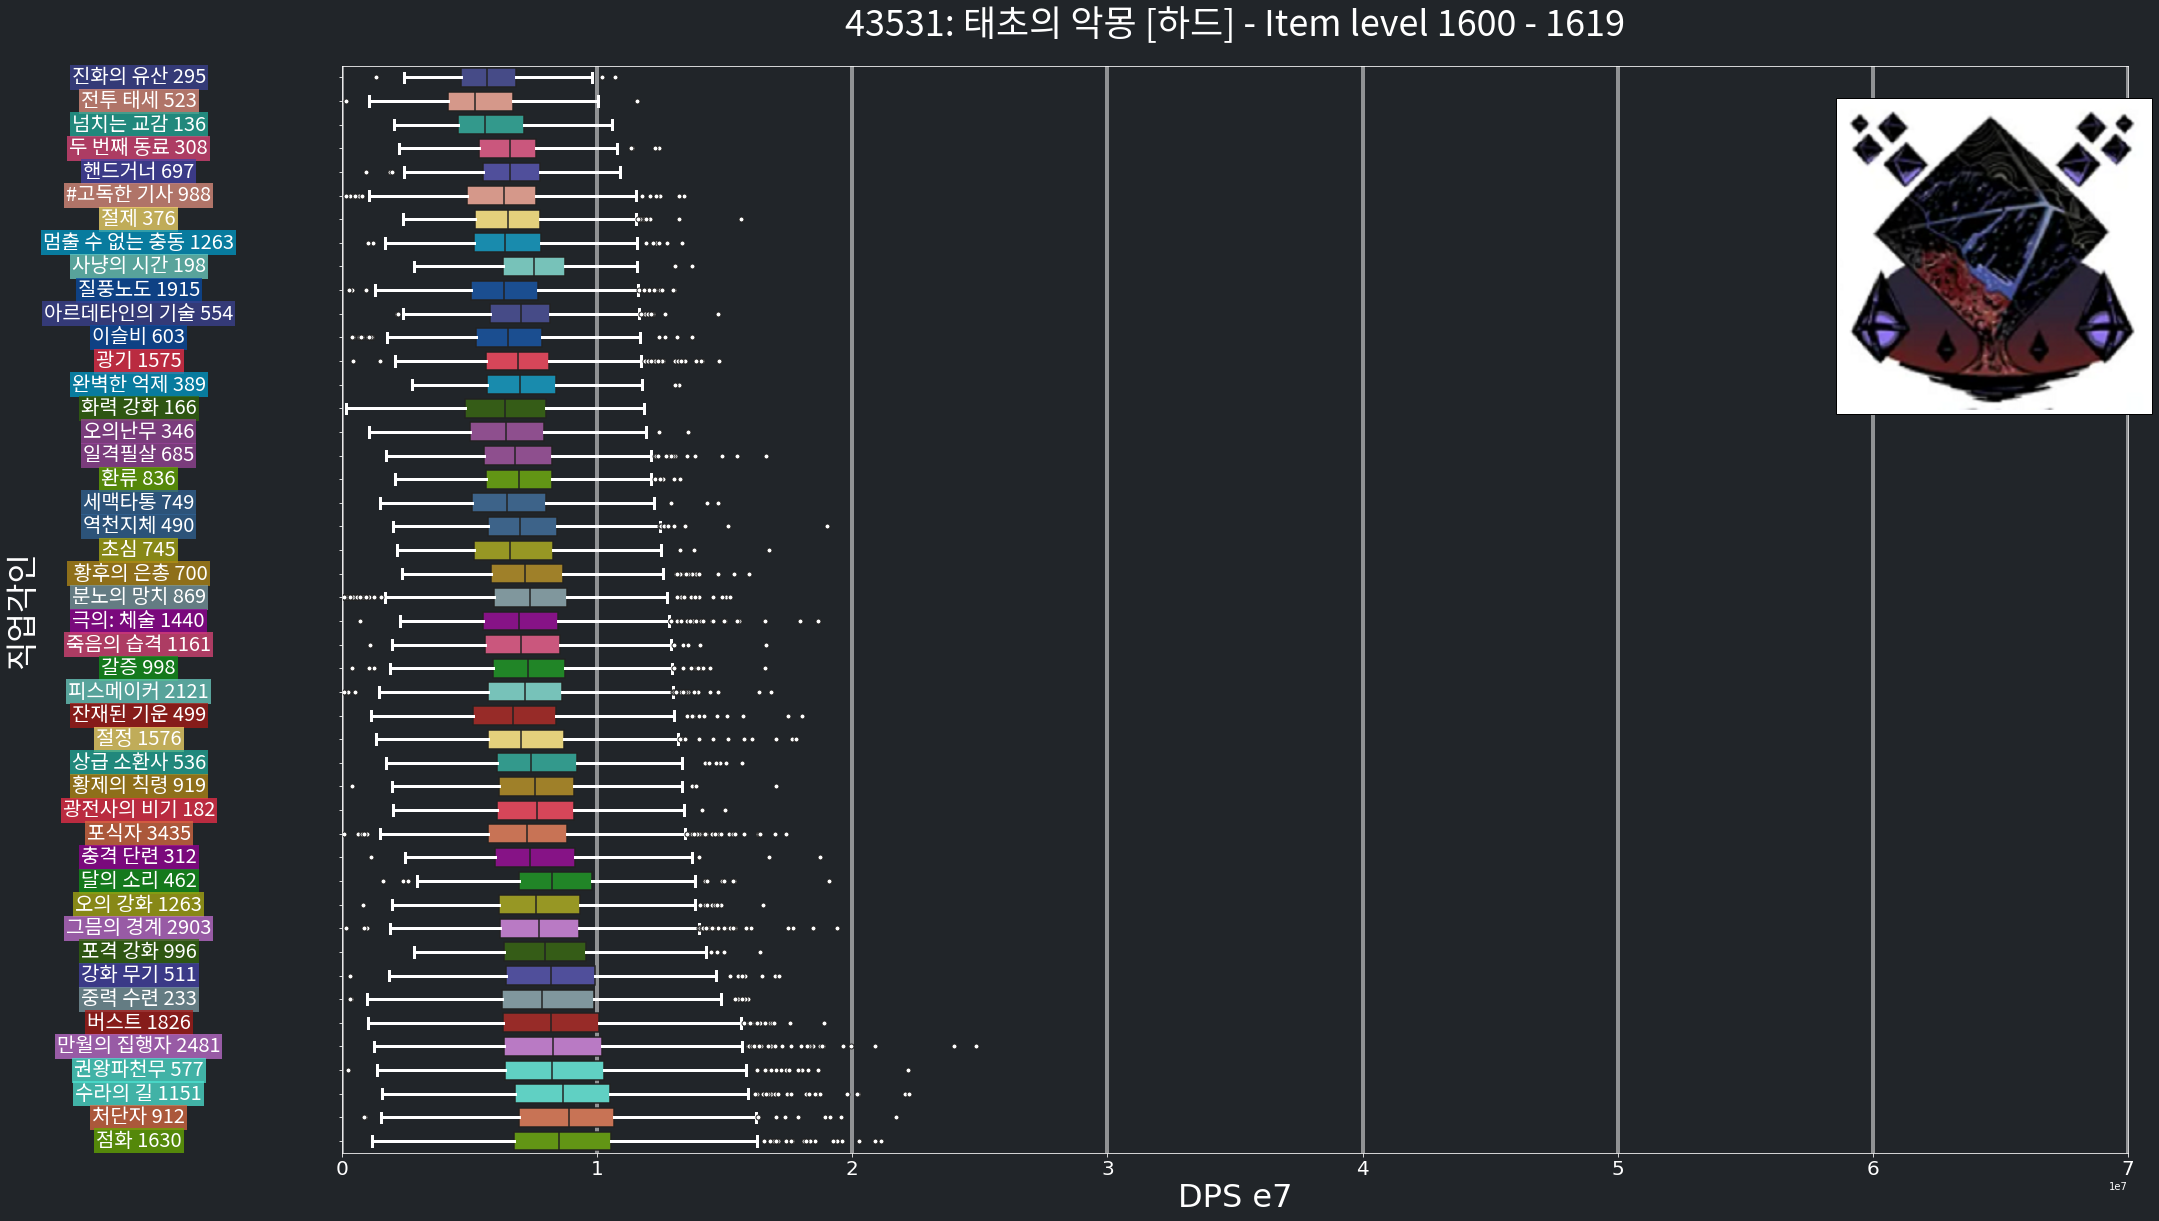 43531: 태초의 악몽 [하드] - Item level 1600 - 1619
진화의 유산 295
전투 태세 523
넘치는 교감 136
두 번째 동료 308
핸드거너 697
#고독한 기사 988
절제 376
멈출 수 없는 충동 1263
사냥의 시간 198
질풍노도 1915
아르데타인의 기술 554
이슬비 603
광기 1575
완벽한 억제 389
화력 강화 166
오의난무 346
일격필살 685
환류 836
세맥타통 749
역천지체 490
초심 745
황후의 은총 700
분노의 망치 869
극의: 체술 1440
죽음의 습격 1161
갈증 998
피스메이커 2121
잔재된 기운 499
절정 1576
상급 소환사 536
황제의 칙령 919
광전사의 비기 182
포식자 3435
충격 단련 312
달의 소리 462
오의 강화 1263
그믐의 경계 2903
포격 강화 996
강화 무기 511
중력 수련 233
버스트 1826
만월의 집행자 2481
권왕파천무 577
수라의 길 1151
처단자 912
점화 1630
직업각인
0 1 2 3 4 5 6 7
1e7
DPS e7